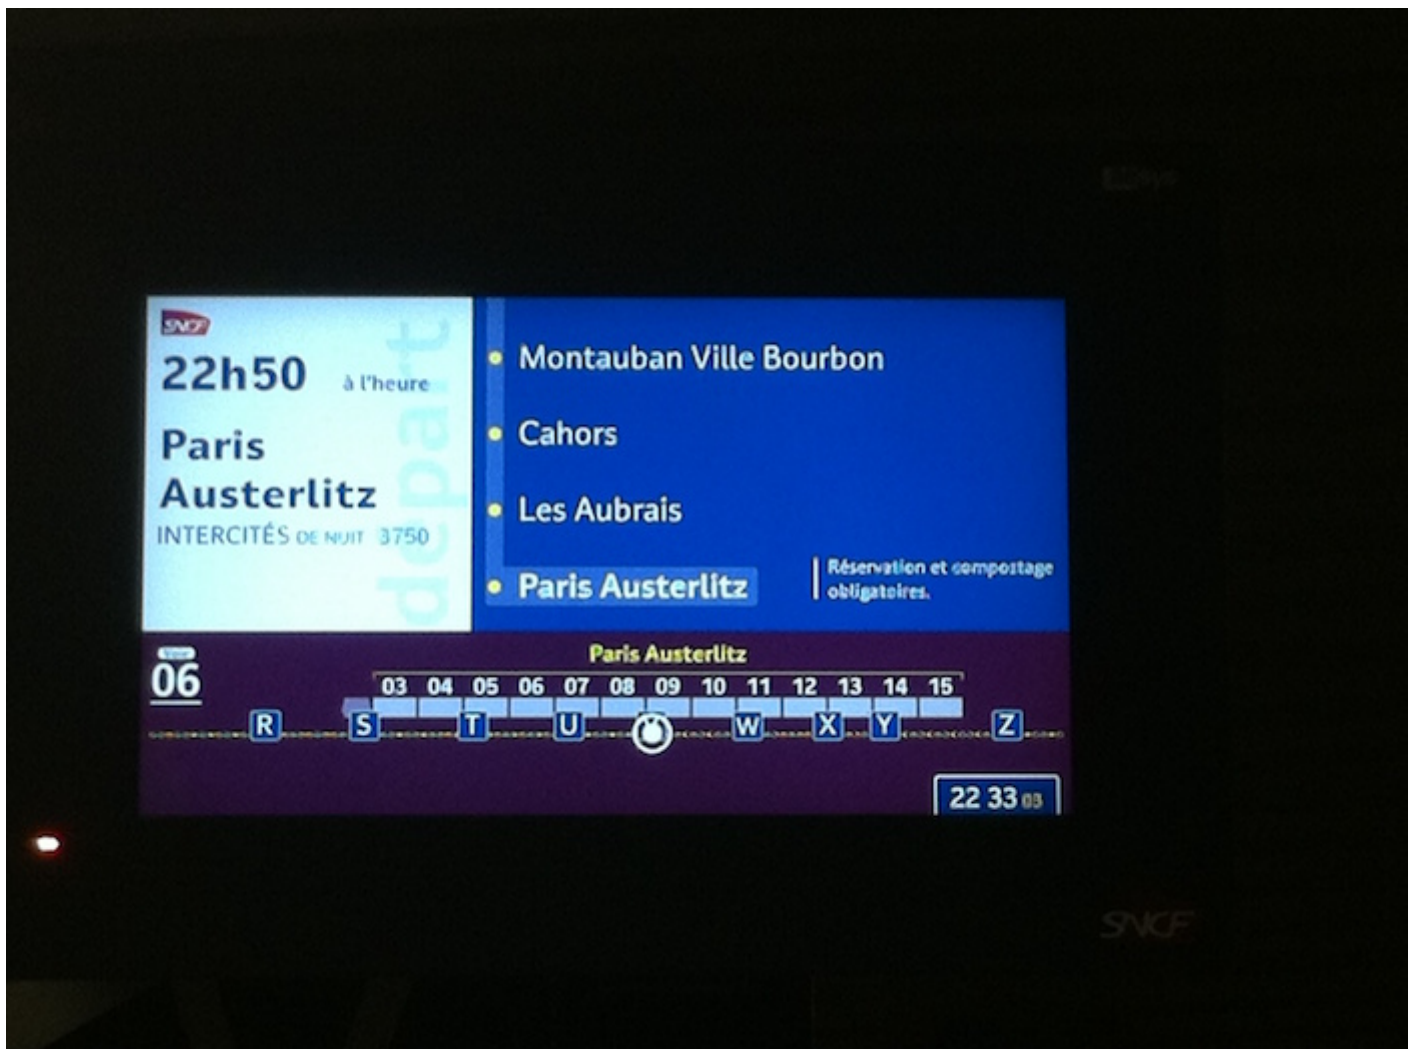 SNCF
22h50 à l'heure
Paris
Austerlitz
INTERCITÉS DE NUIT 3750
départ
Montauban Ville Bourbon
Cahors
Les Aubrais
Paris Austerlitz
Réservation et compostage
obligatoires.
Voie
06
Paris Austerlitz
03 04 05 06 07 08 09 10 11 12 13 14 15
R S T U W X Y Z
22 33 03
SNCF